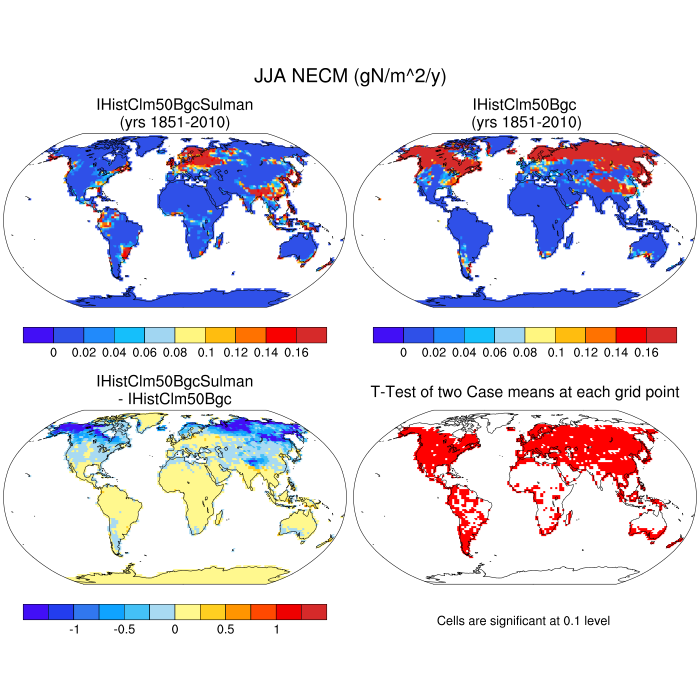 JJA NECM (gN/m^2/y)
IHistClm50BgcSulman
(yrs 1851-2010)
IHistClm50Bgc
(yrs 1851-2010)
0 0.02 0.04 0.06 0.08 0.1 0.12 0.14 0.16
0 0.02 0.04 0.06 0.08 0.1 0.12 0.14 0.16
IHistClm50BgcSulman
- IHistClm50Bgc
T-Test of two Case means at each grid point
-1 -0.5 0 0.5 1
Cells are significant at 0.1 level